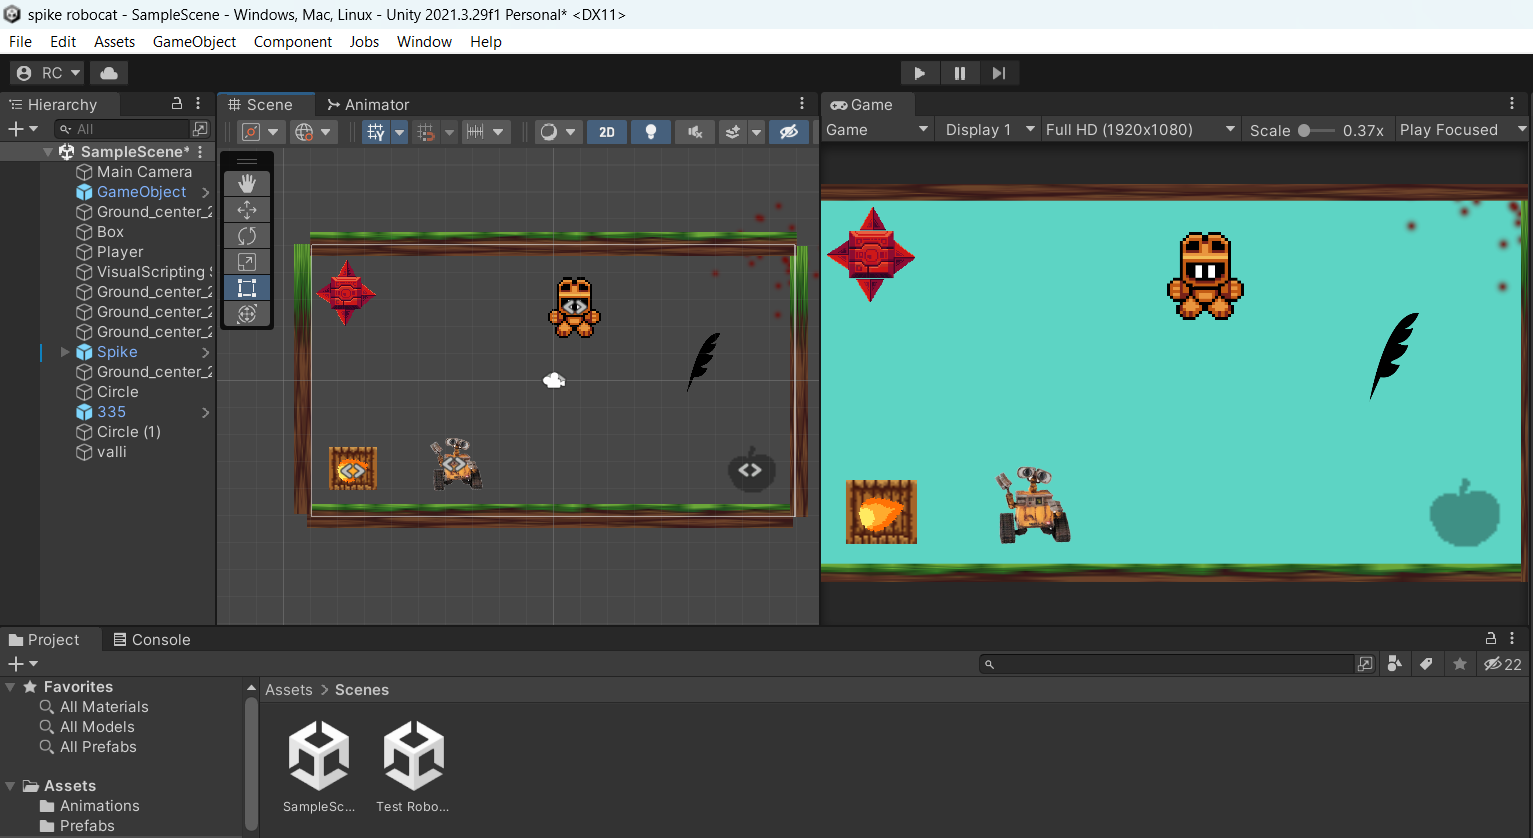 spike robocat - SampleScene - Windows, Mac, Linux - Unity 2021.3.29f1 Personal* <DX11>
File Edit Assets GameObject Component Jobs Window Help
RC
Hierarchy
All
SampleScene*
Main Camera
GameObject
Ground_center_2
Box
Player
VisualScripting S
Ground_center_2
Ground_center_2
Ground_center_2
Spike
Ground_center_2
Circle
335
Circle (1)
valli
Scene Animator
2D
Game
Game Display 1 Full HD (1920x1080) Scale 0.37x Play Focused
Project Console
22
Favorites
All Materials
All Models
All Prefabs
Assets
Animations
Prefabs
Assets > Scenes
SampleSc... Test Robo...